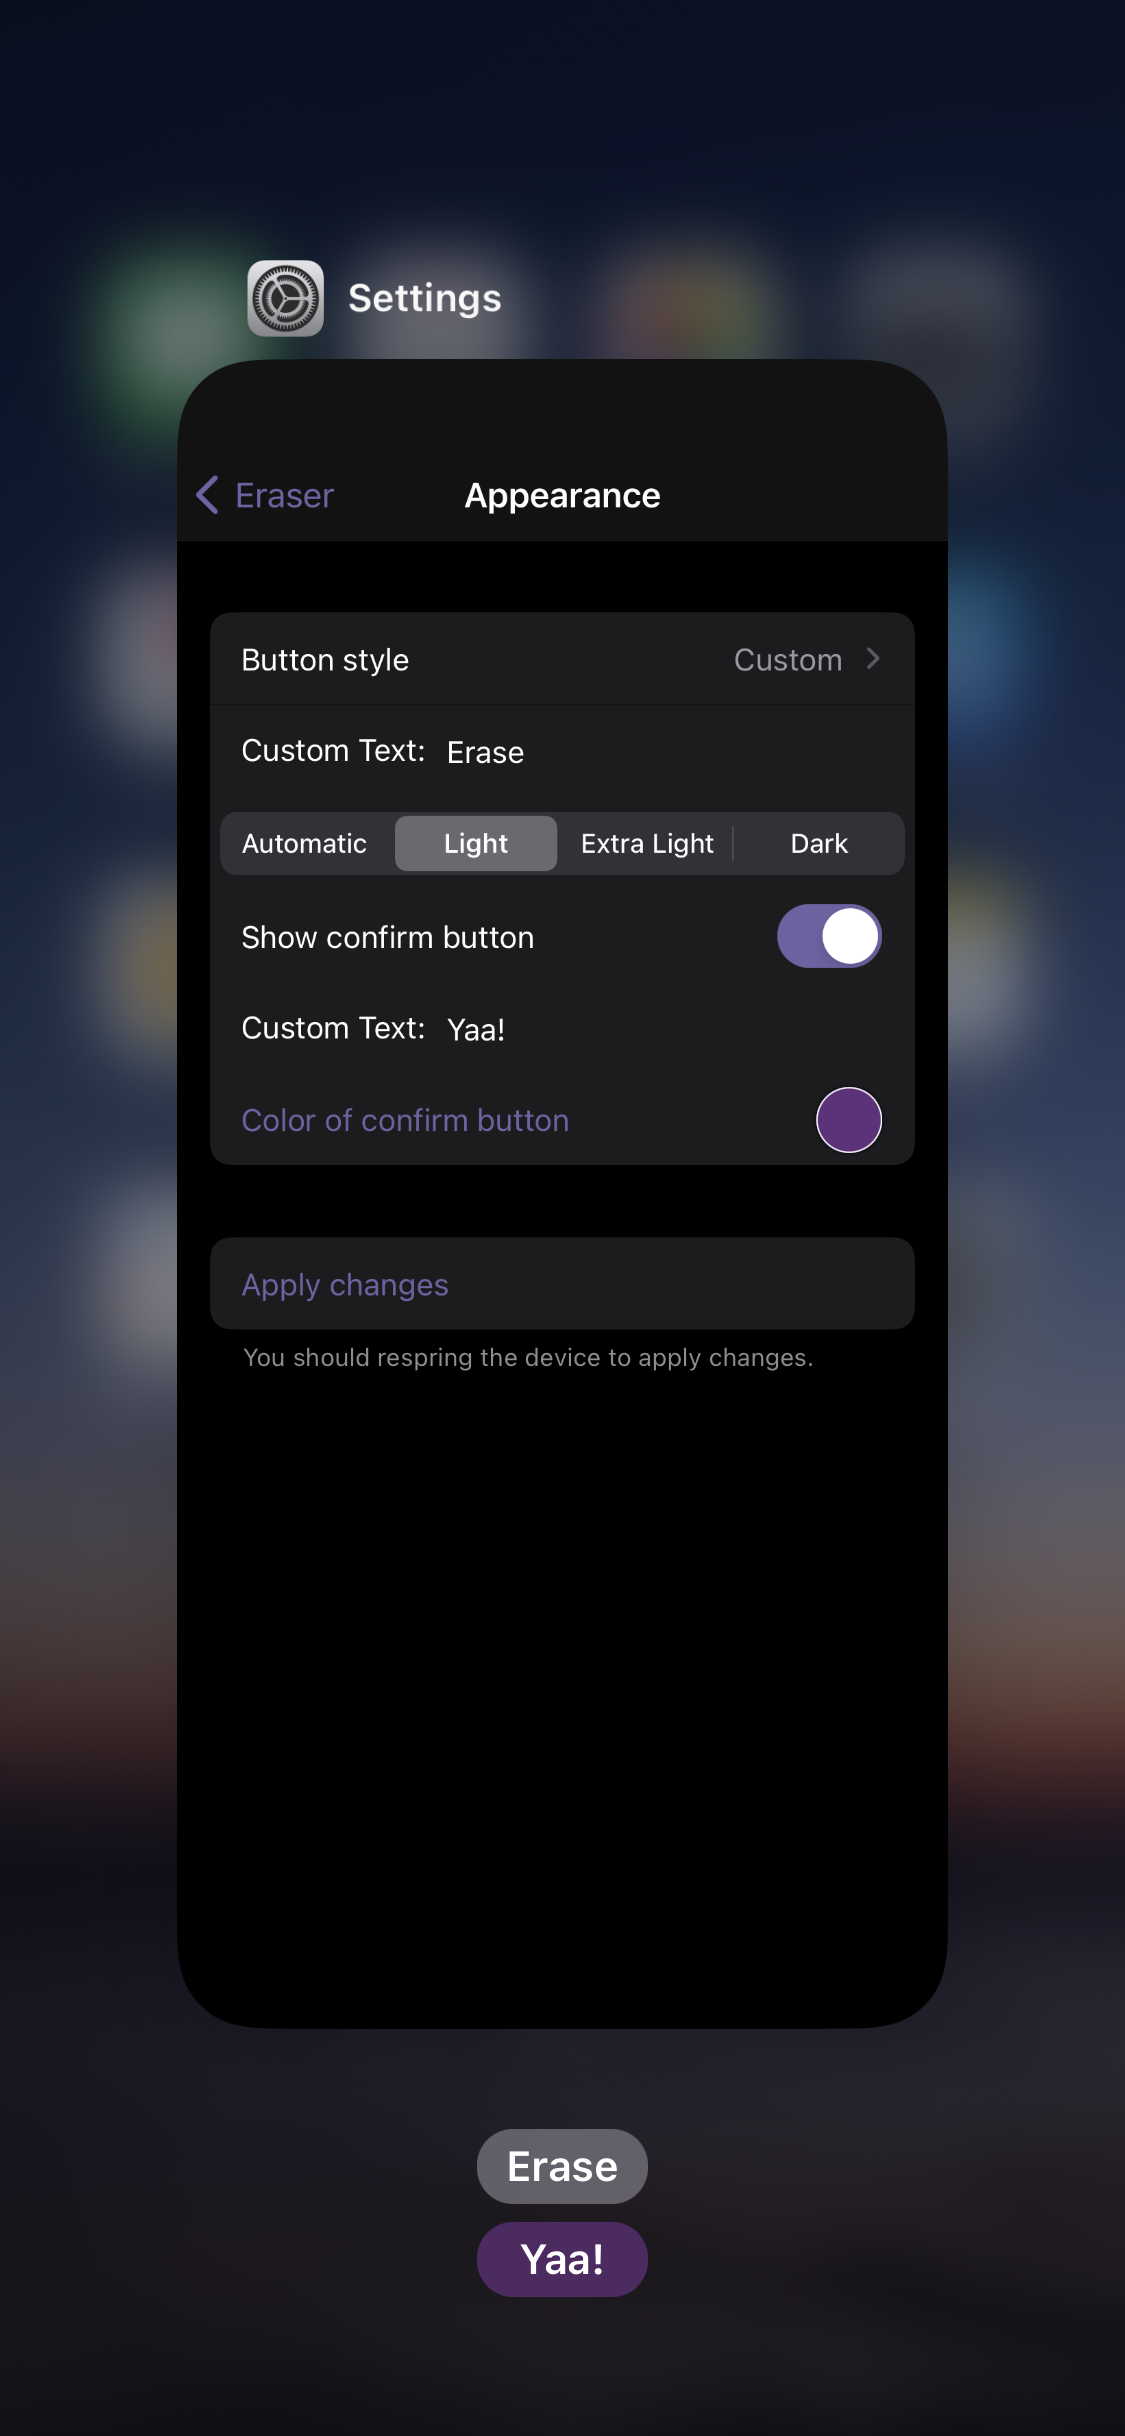 Settings
Eraser
Appearance
Button style Custom
Custom Text: Erase
Automatic Light Extra Light Dark
Show confirm button
Custom Text: Yaa!
Color of confirm button
Apply changes
You should respring the device to apply changes.
Erase
Yaa!